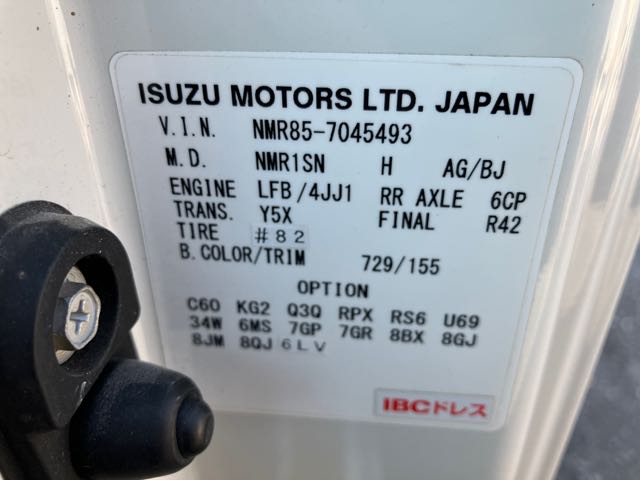 ISUZU MOTORS LTD. JAPAN
V.I.N. NMR85-7045493
M.D. NMR1SN H AG/BJ
ENGINE LFB/4JJ1 RR AXLE 6CP
TRANS. Y5X FINAL R42
TIRE #82
B.COLOR/TRIM 729/155
OPTION
C60 KG2 Q3Q RPX RS6 U69
34W 6MS 7GP 7GR 8BX 8GJ
8JM 8QJ 6LV
IBCドレス